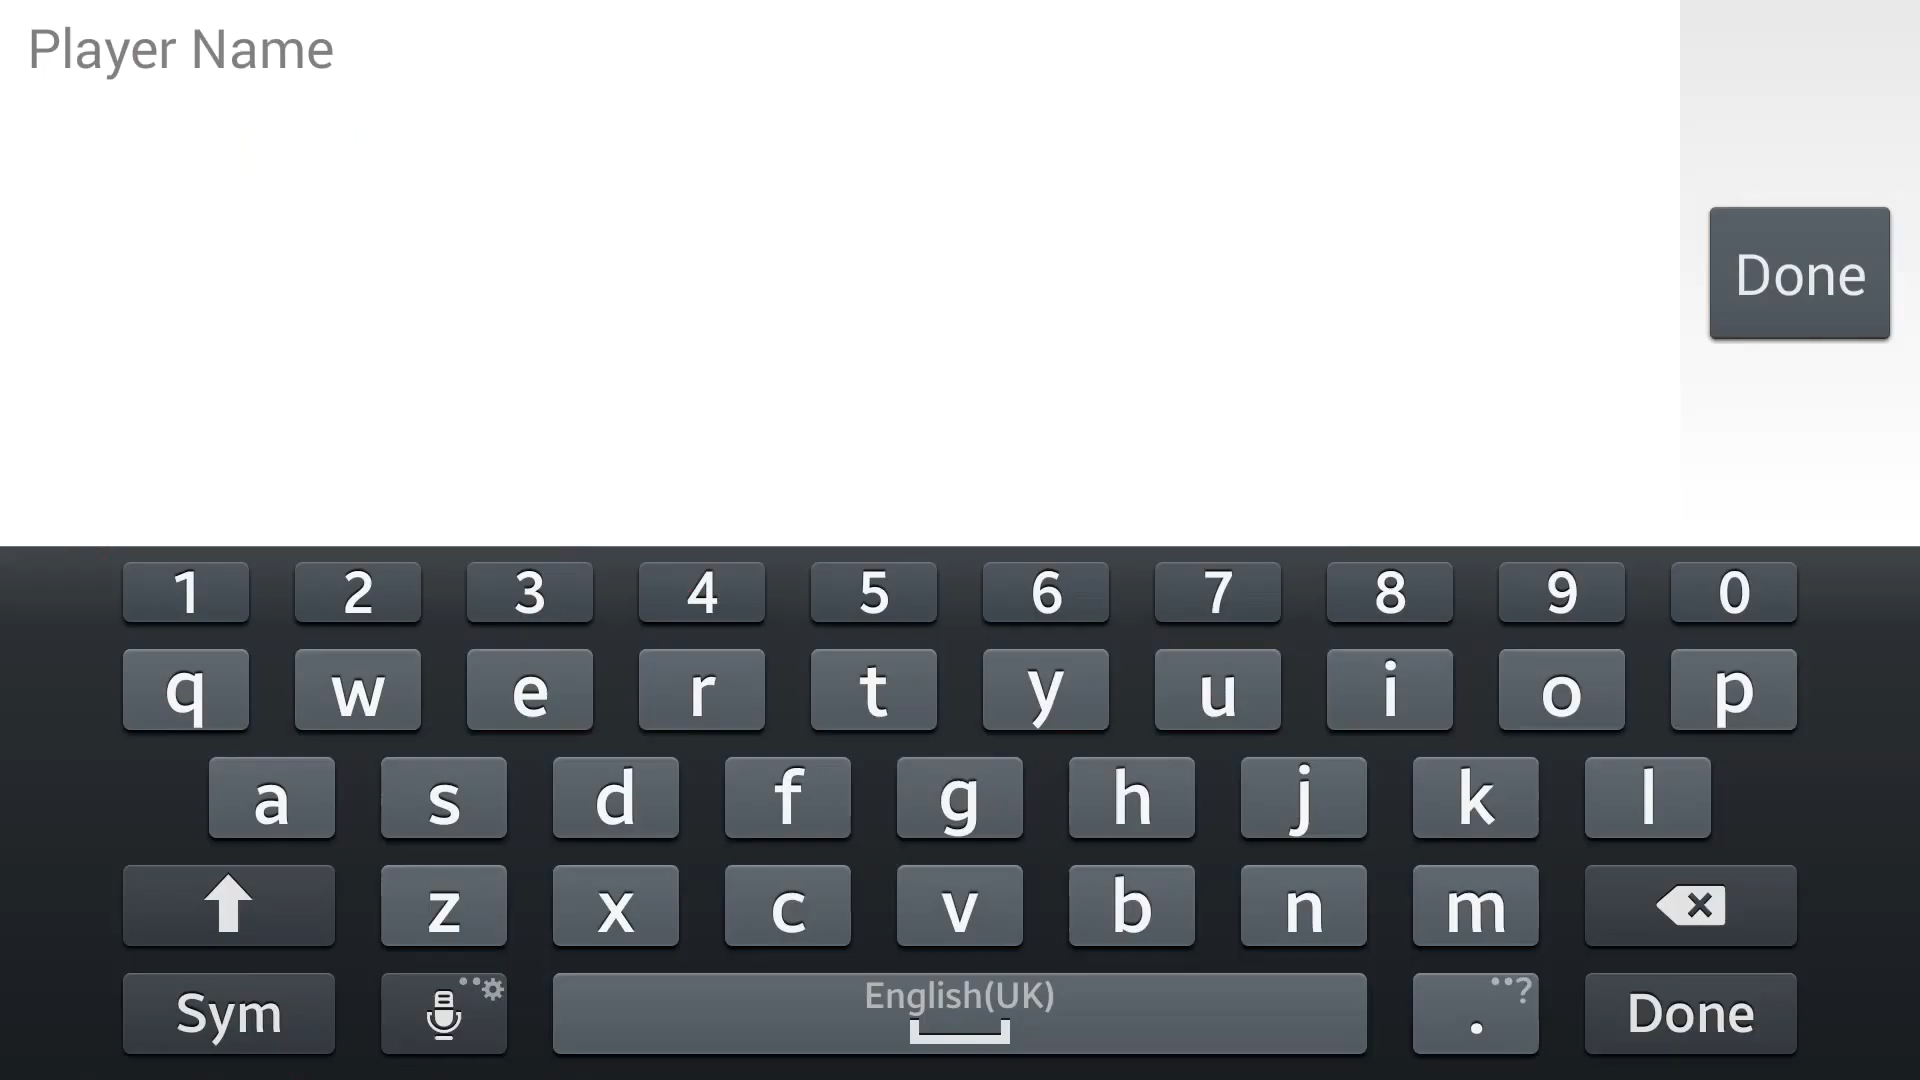 Player Name
Done
1 2 3 4 5 6 7 8 9 0
q w e r t y u i o p
a s d f g h j k l
z x c v b n m
Sym English(UK) . ? Done